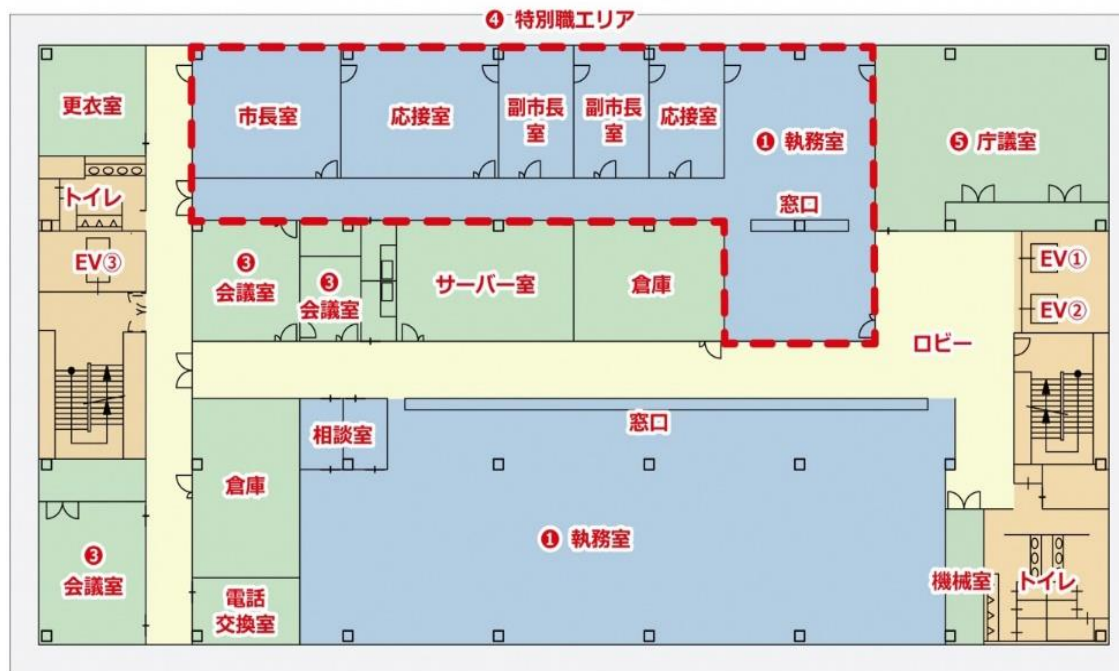 ❹ 特別職エリア
更衣室
市長室
応接室
副市長
室
副市長
室
応接室
❶ 執務室
❺ 庁議室
トイレ
窓口
EV③
❸
会議室
❸
会議室
サーバー室
倉庫
EV①
EV②
ロビー
相談室
窓口
倉庫
❶ 執務室
❸
会議室
電話
交換室
機械室
トイレ